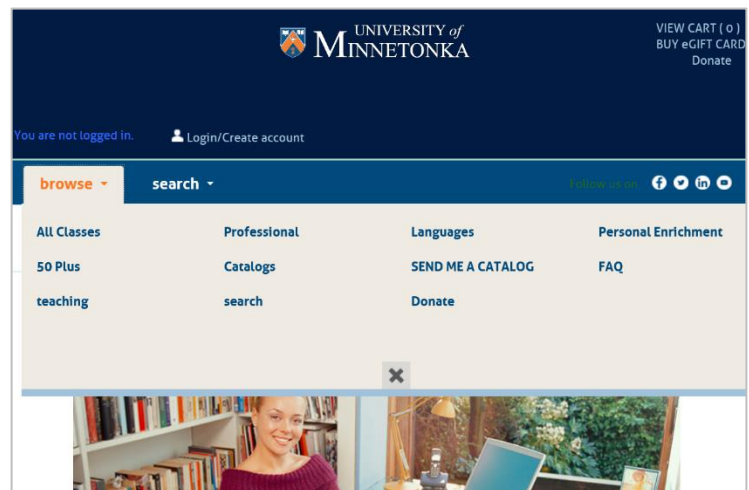 UNIVERSITY of
MINNETONKA
VIEW CART ( 0 )
BUY eGIFT CARD
Donate
You are not logged in.
Login/Create account
browse
search
Follow us on
All Classes
Professional
Languages
Personal Enrichment
50 Plus
Catalogs
SEND ME A CATALOG
FAQ
teaching
search
Donate